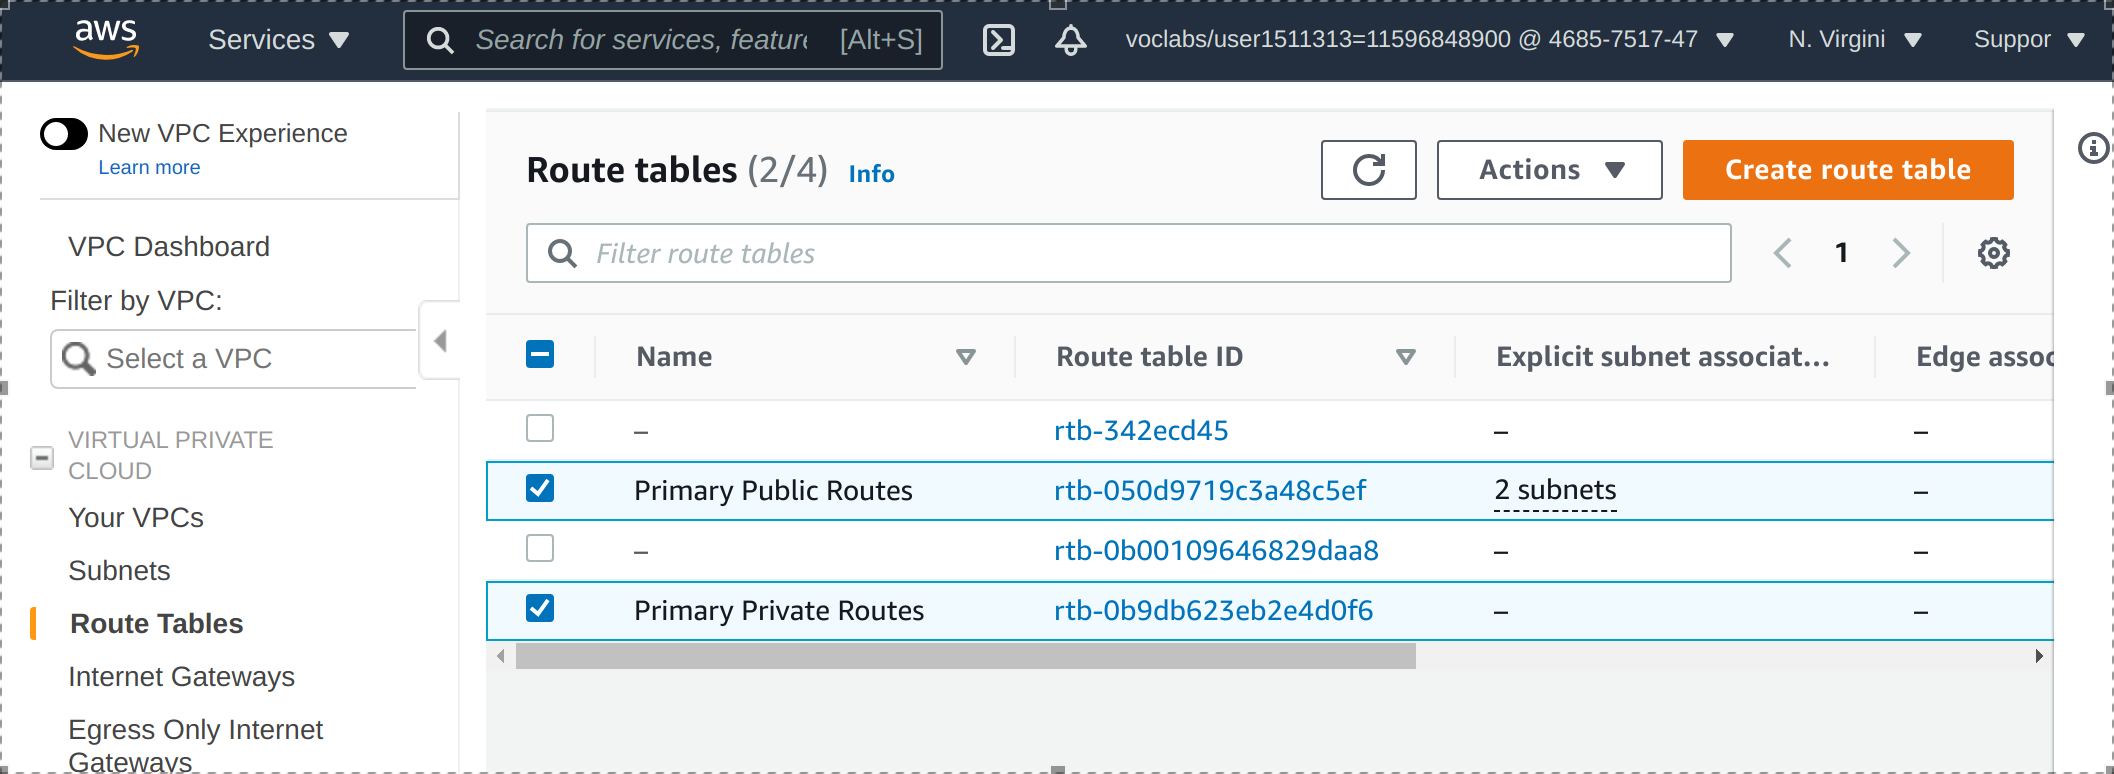 aws
Services
Search for services, feature [Alt+S]
voclabs/user1511313=11596848900 @ 4685-7517-47
N. Virgini
Suppor
New VPC Experience
Learn more
VPC Dashboard
Filter by VPC:
Select a VPC
VIRTUAL PRIVATE
CLOUD
Your VPCs
Subnets
Route Tables
Internet Gateways
Egress Only Internet
Gateways
Route tables (2/4) Info
Actions
Create route table
Filter route tables
1
Name Route table ID Explicit subnet associat... Edge assoc
– rtb-342ecd45 – –
Primary Public Routes rtb-050d9719c3a48c5ef 2 subnets –
– rtb-0b00109646829daa8 – –
Primary Private Routes rtb-0b9db623eb2e4d0f6 – –